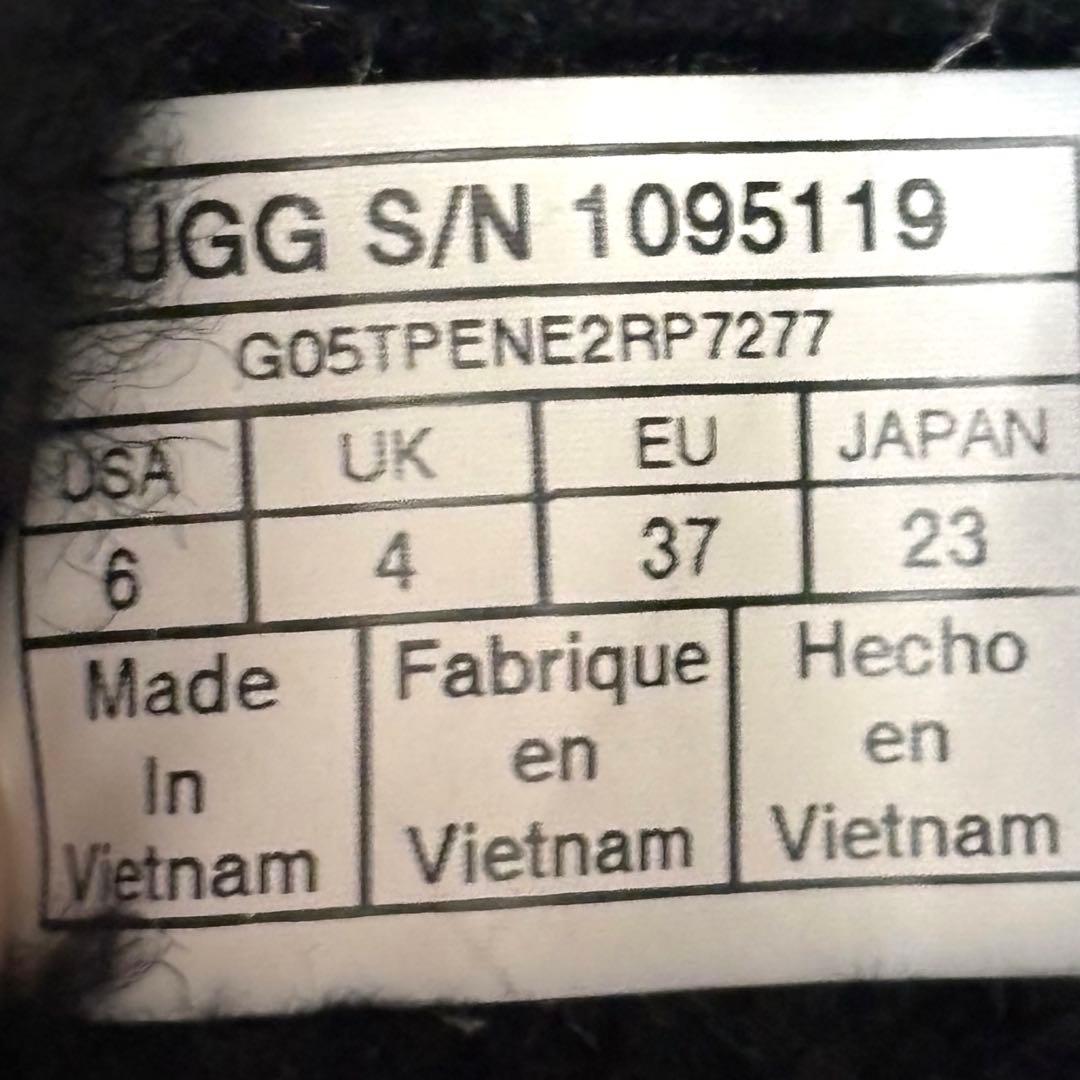 UGG S/N 1095119
G05TPENE2RP7277
USA UK EU JAPAN
6 4 37 23
Made
In
Vietnam
Fabrique
en
Vietnam
Hecho
en
Vietnam